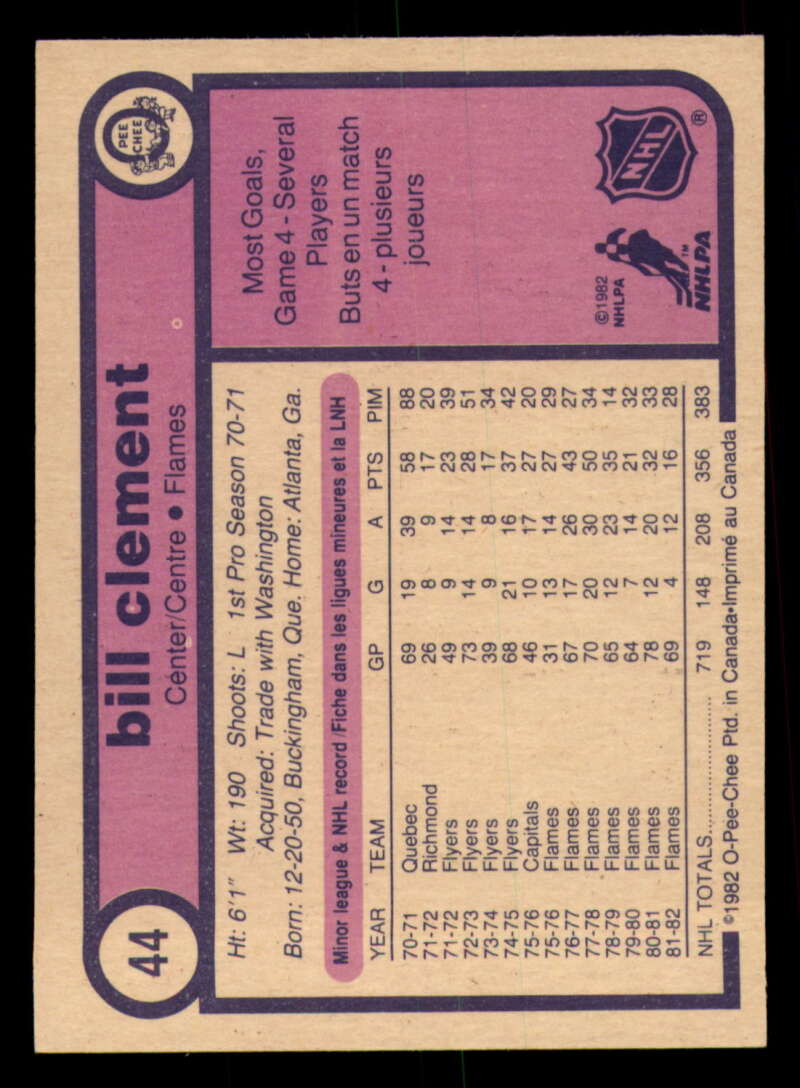 44
bill clement
Center/Centre • Flames
O
PEE
CHEE
Ht: 6'1" Wt: 190 Shoots: L 1st Pro Season 70-71
Acquired: Trade with Washington
Born: 12-20-50, Buckingham, Que. Home: Atlanta, Ga.
Minor league & NHL record/Fiche dans les ligues mineures et la LNH
YEAR TEAM GP G A PTS PIM
70-71 Quebec 69 19 39 58 88
71-72 Richmond 26 8 9 17 20
71-72 Flyers 49 9 14 23 39
72-73 Flyers 73 14 14 28 51
73-74 Flyers 39 9 8 17 34
74-75 Flyers 68 21 16 37 42
75-76 Capitals 46 10 17 27 20
75-76 Flames 31 13 14 27 29
76-77 Flames 67 17 26 43 27
77-78 Flames 70 20 30 50 34
78-79 Flames 65 12 23 35 14
79-80 Flames 64 7 14 21 32
80-81 Flames 78 12 20 32 33
81-82 Flames 69 4 12 16 28
NHL TOTALS.................... 719 148 208 356 383
©1982 O-Pee-Chee Ptd. in Canada•Imprimé au Canada
Most Goals,
Game 4 - Several
Players
Buts en un match
4 - plusieurs
joueurs
©1982
NHLPA
NHLPA
™
NHL
®